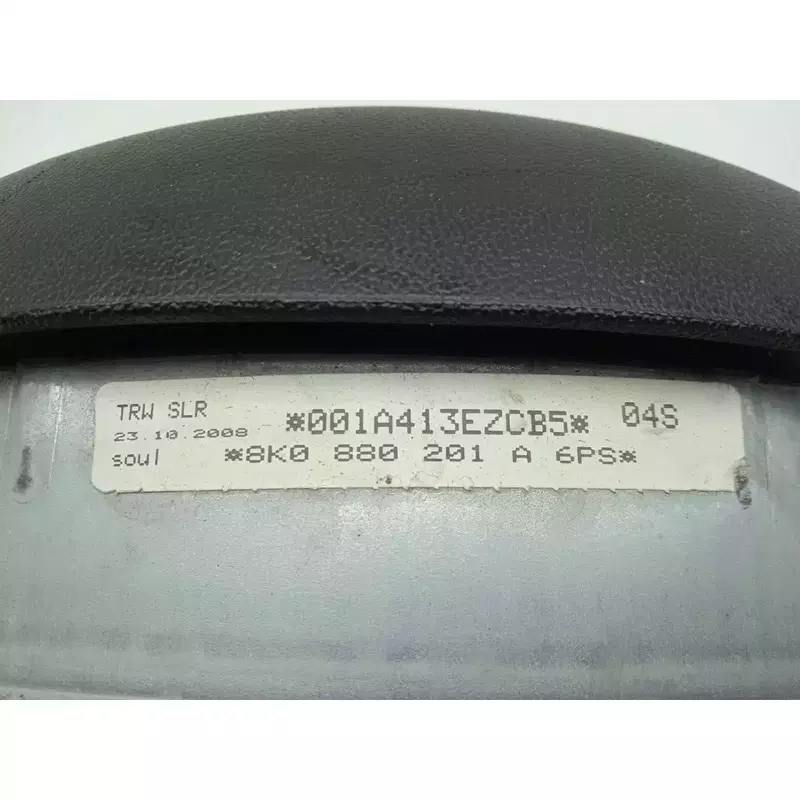 TRW SLR *001A413EZCB5* 04S
23.10.2008
soul *8K0 880 201 A 6PS*